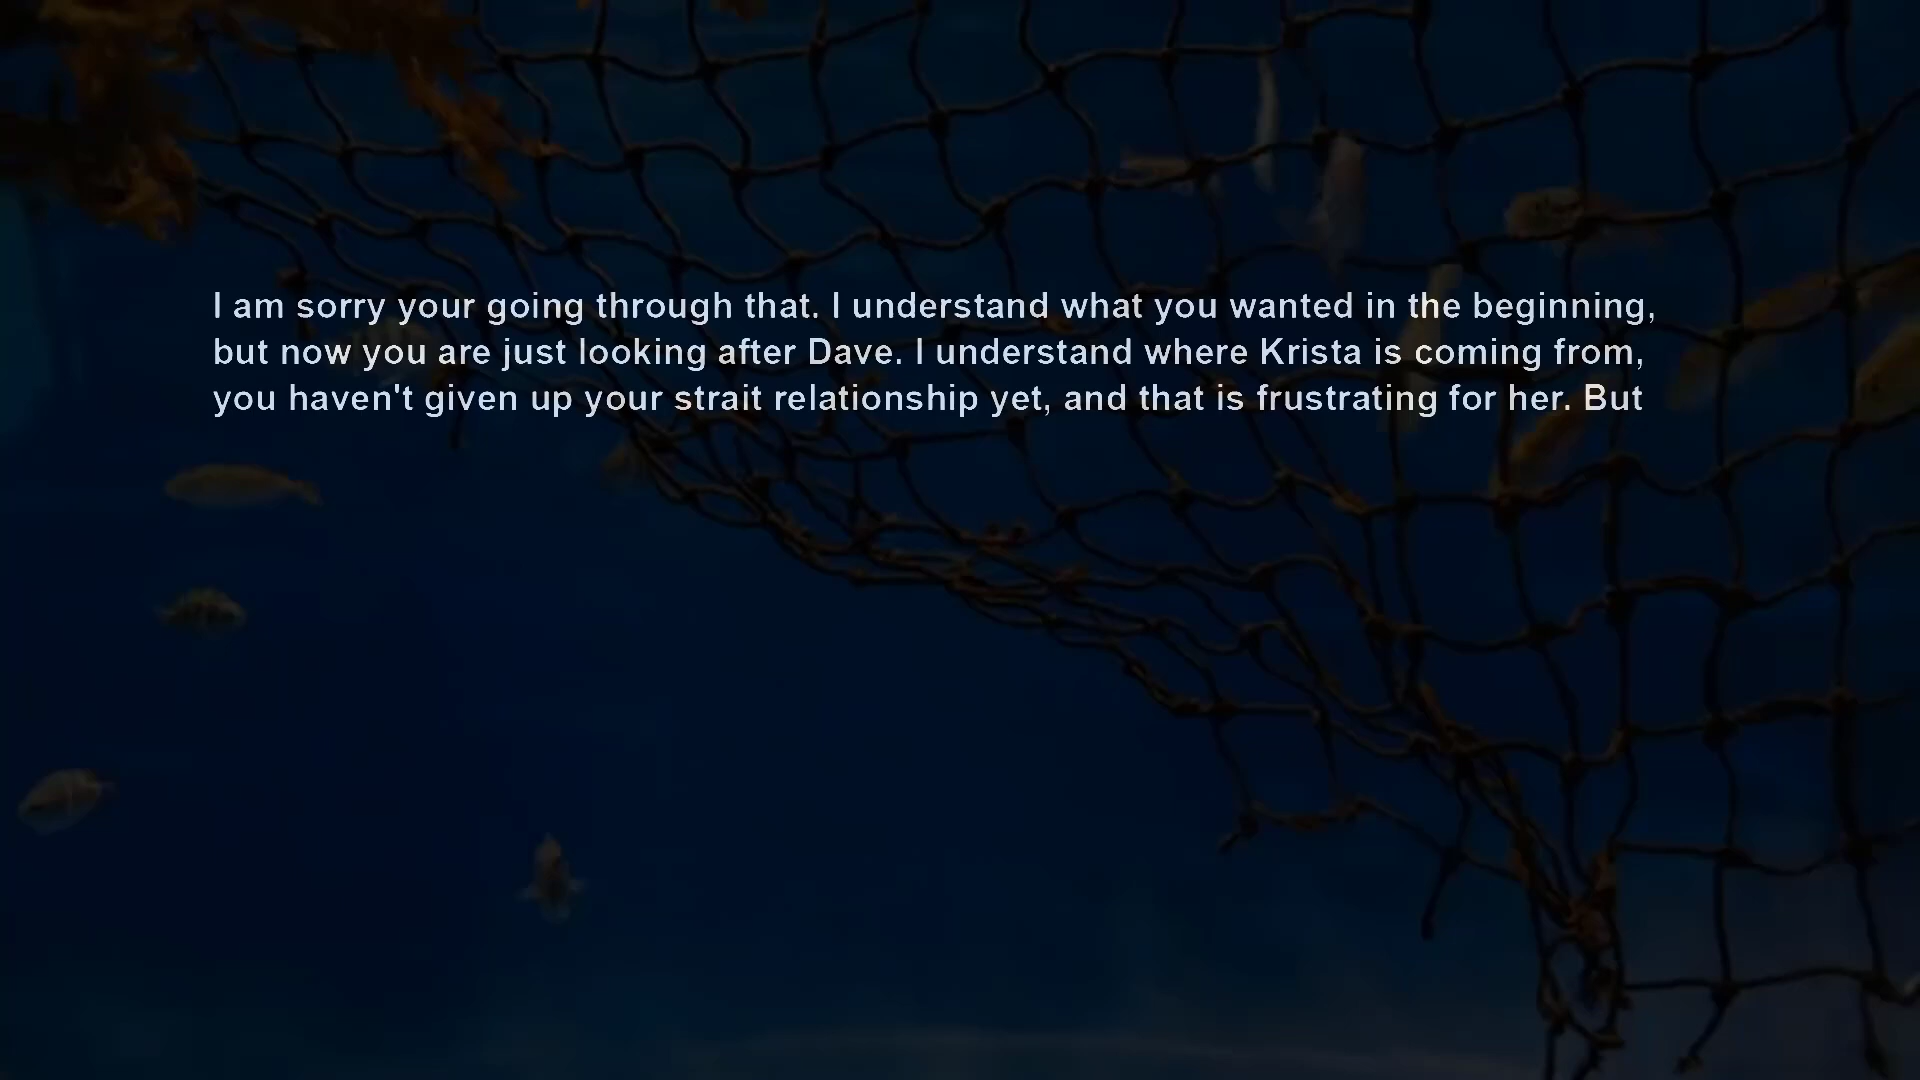 I am sorry your going through that. I understand what you wanted in the beginning,
but now you are just looking after Dave. I understand where Krista is coming from,
you haven't given up your strait relationship yet, and that is frustrating for her. But